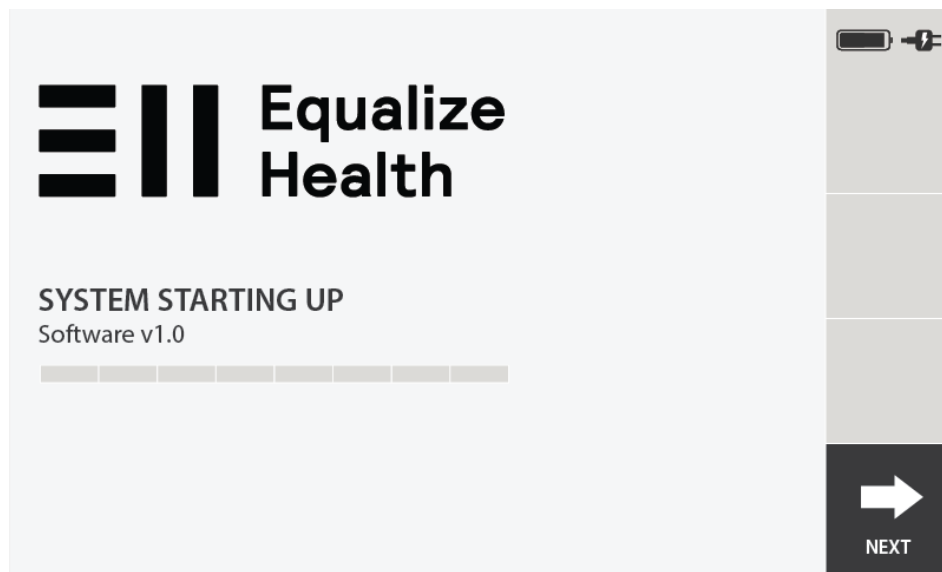 Equalize
Health
SYSTEM STARTING UP
Software v1.0
NEXT